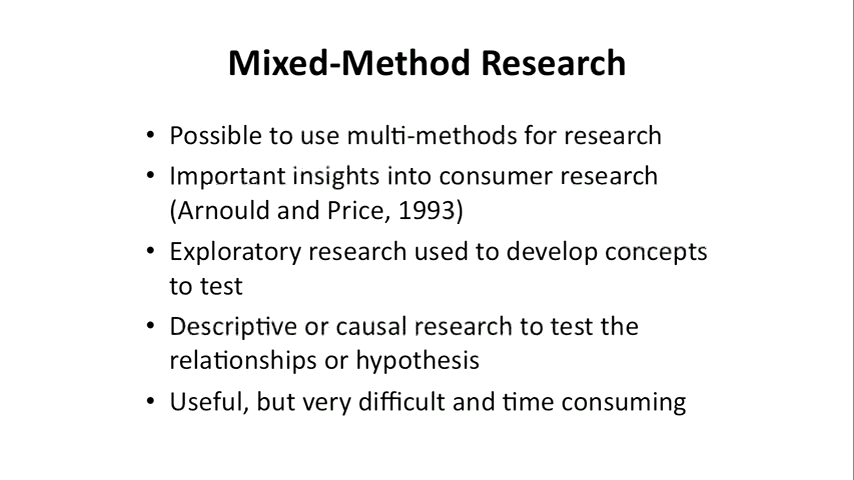 Mixed-Method Research
• Possible to use multi-methods for research
• Important insights into consumer research
(Arnould and Price, 1993)
• Exploratory research used to develop concepts
to test
• Descriptive or causal research to test the
relationships or hypothesis
• Useful, but very difficult and time consuming